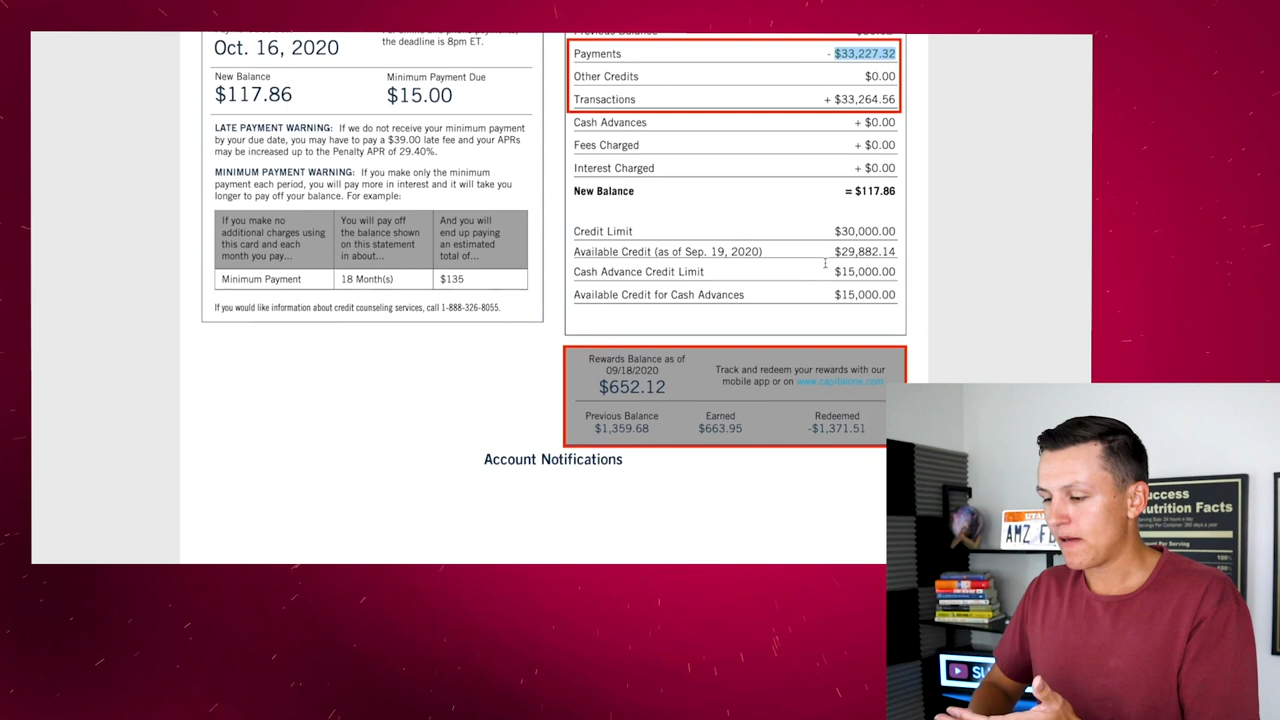 the deadline is 8pm ET.
Oct. 16, 2020
New Balance
Minimum Payment Due
$117.86
$15.00
LATE PAYMENT WARNING: If we do not receive your minimum payment
by your due date, you may have to pay a $39.00 late fee and your APRs
may be increased up to the Penalty APR of 29.40%.
MINIMUM PAYMENT WARNING: If you make only the minimum
payment each period, you will pay more in interest and it will take you
longer to pay off your balance. For example:
If you make no
additional charges using
this card and each
month you pay...
You will pay off
the balance shown
on this statement
in about...
And you will
end up paying
an estimated
total of...
Minimum Payment
18 Month(s)
$135
If you would like information about credit counseling services, call 1-888-326-8055.
Payments - $33,227.32
Other Credits $0.00
Transactions + $33,264.56
Cash Advances + $0.00
Fees Charged + $0.00
Interest Charged + $0.00
New Balance = $117.86
Credit Limit $30,000.00
Available Credit (as of Sep. 19, 2020) $29,882.14
Cash Advance Credit Limit $15,000.00
Available Credit for Cash Advances $15,000.00
Rewards Balance as of
09/18/2020
$652.12
Track and redeem your rewards with our
mobile app or on www.capitalone.com
Previous Balance
$1,359.68
Earned
$663.95
Redeemed
-$1,371.51
Account Notifications
uccess
utrition Facts
AMZ
SU
100%